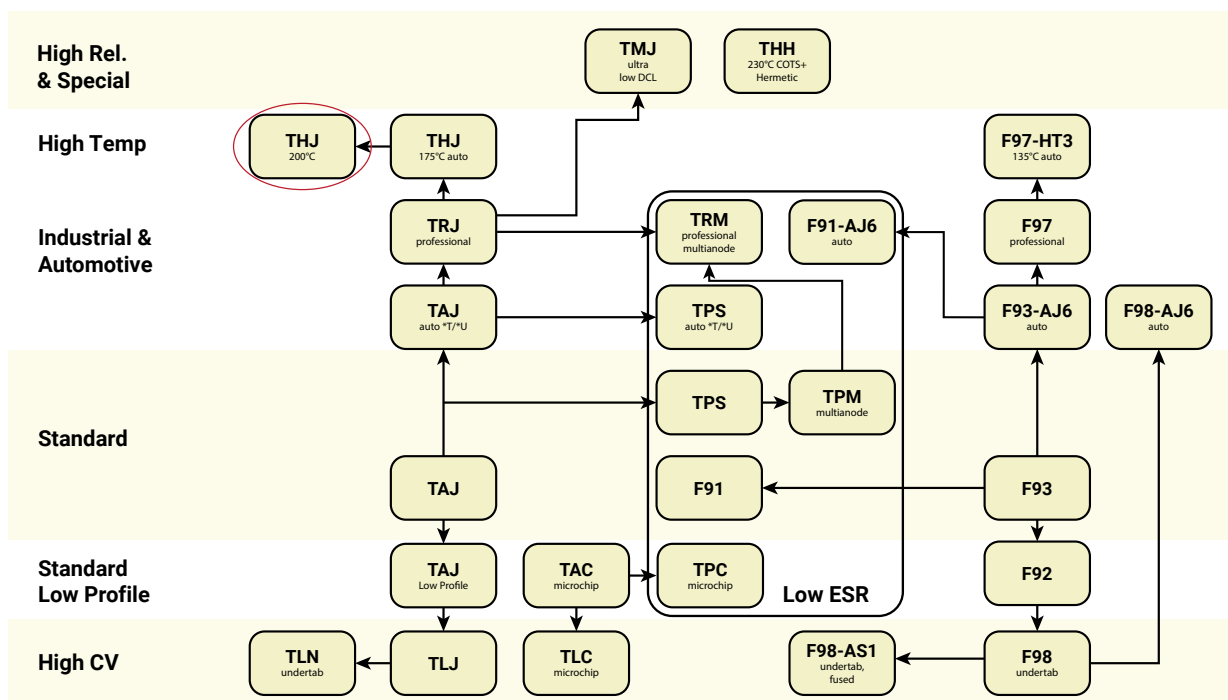 High Rel.
& Special
TMJ
ultra
low DCL
THH
230°C COTS+
Hermetic
High Temp
THJ
200°C
THJ
175°C auto
F97-HT3
135°C auto
Industrial &
Automotive
TRJ
professional
TRM
professional
multianode
F91-AJ6
auto
F97
professional
TAJ
auto *T/*U
TPS
auto *T/*U
F93-AJ6
auto
F98-AJ6
auto
Standard
TPS
TPM
multianode
TAJ
F91
F93
Standard
Low Profile
TAJ
Low Profile
TAC
microchip
TPC
microchip
Low ESR
F92
High CV
TLN
undertab
TLJ
TLC
microchip
F98-AS1
undertab,
fused
F98
undertab